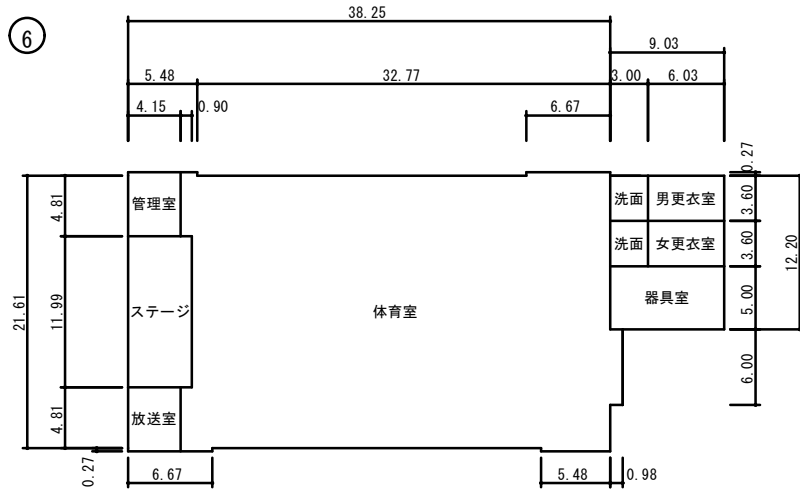 38.25
⑥
9.03
5.48 32.77 3.00 6.03
4.15 0.90 6.67
0.27
4.81 管理室 洗面 男更衣室 3.60
洗面 女更衣室 3.60 12.20
21.61 11.99 ステージ 体育室 器具室 5.00
6.00
4.81 放送室
0.27 6.67 5.48 0.98